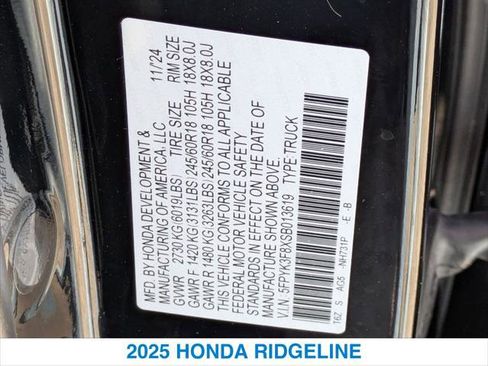 MFD. BY HONDA DEVELOPMENT &
MANUFACTURING OF AMERICA, LLC 11/'24
GVWR 2730 KG(6019LBS) TIRE SIZE RIM SIZE
GAWR F 1420 KG(3131LBS) 245/60R18 105H 18X8.0J
GAWR R 1480 KG(3263LBS) 245/60R18 105H 18X8.0J
THIS VEHICLE CONFORMS TO ALL APPLICABLE
FEDERAL MOTOR VEHICLE SAFETY
STANDARDS IN EFFECT ON THE DATE OF
MANUFACTURE SHOWN ABOVE.
V.I.N. 5FPYK3F8XSB013619 TYPE:TRUCK
T6Z S AG5 -NH731P -E -B
2025 HONDA RIDGELINE